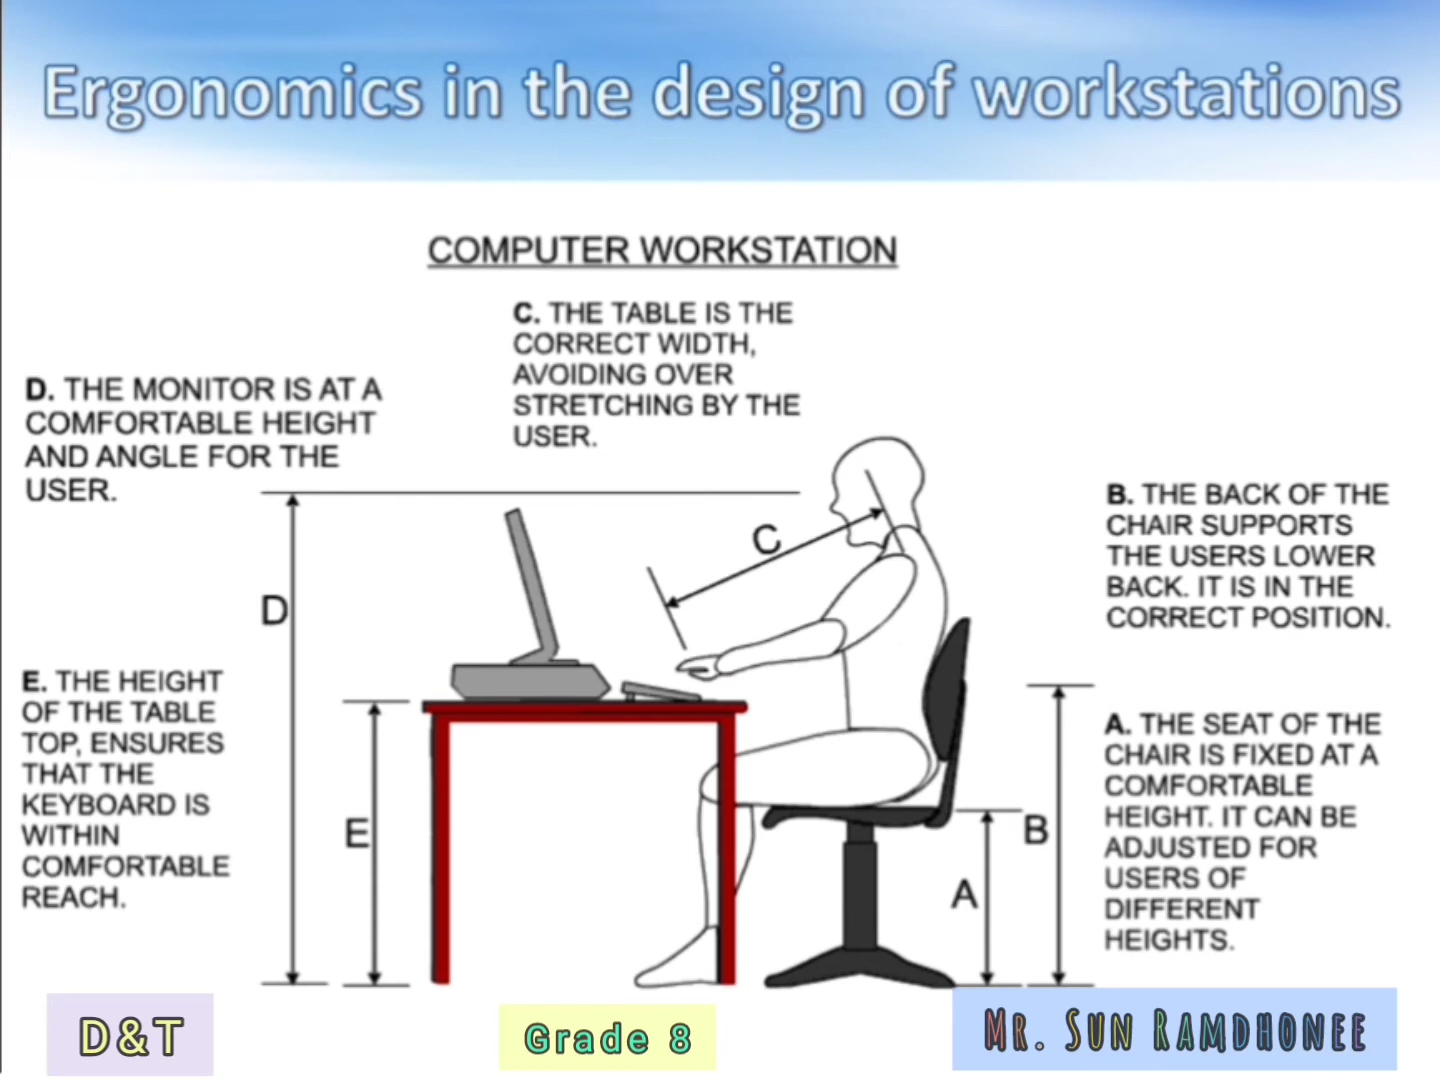 Ergonomics in the design of workstations
COMPUTER WORKSTATION
C. THE TABLE IS THE
CORRECT WIDTH,
AVOIDING OVER
STRETCHING BY THE
USER.
D. THE MONITOR IS AT A
COMFORTABLE HEIGHT
AND ANGLE FOR THE
USER.
B. THE BACK OF THE
CHAIR SUPPORTS
THE USERS LOWER
BACK. IT IS IN THE
CORRECT POSITION.
C
D
E. THE HEIGHT
OF THE TABLE
TOP, ENSURES
THAT THE
KEYBOARD IS
WITHIN
COMFORTABLE
REACH.
A. THE SEAT OF THE
CHAIR IS FIXED AT A
COMFORTABLE
HEIGHT. IT CAN BE
ADJUSTED FOR
USERS OF
DIFFERENT
HEIGHTS.
E
B
A
D&T
Grade 8
MR. SUN RAMDHONEE